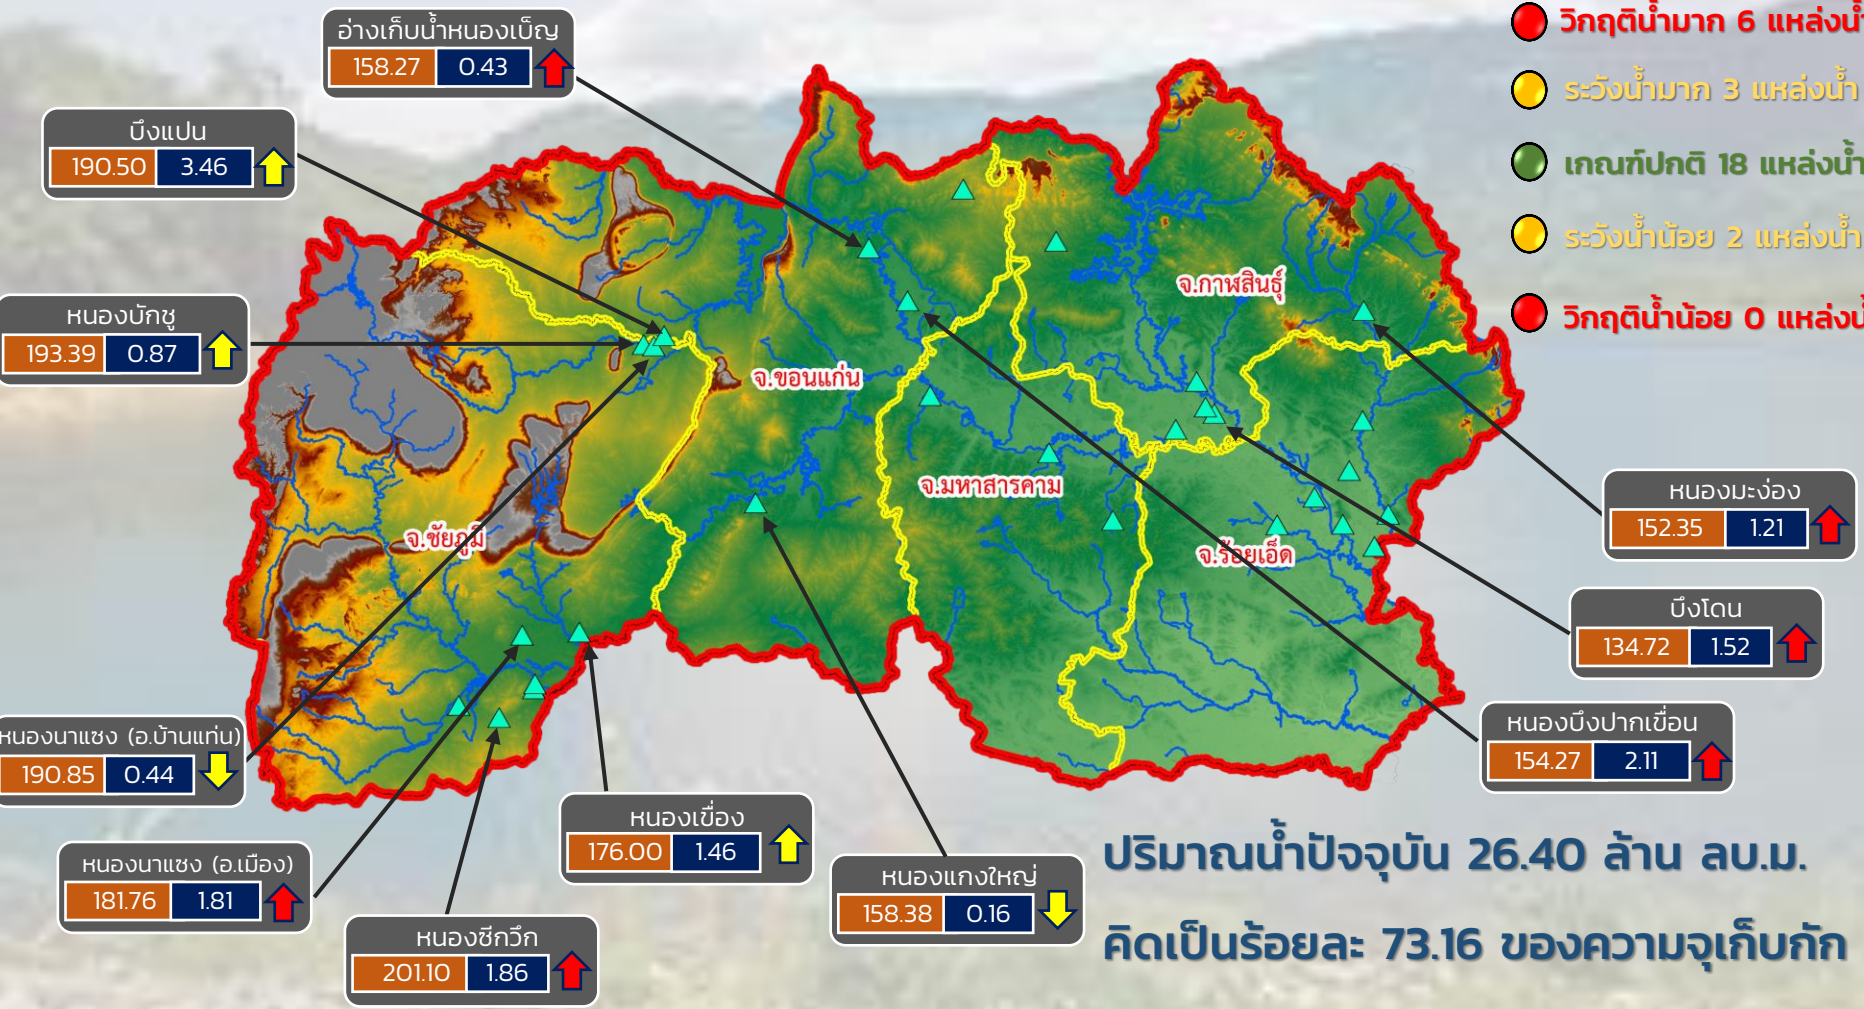 อ่างเก็บน้ำหนองเบ็ญ
158.27 0.43
วิกฤติน้ำมาก 6 แหล่งน้ำ
ระวังน้ำมาก 3 แหล่งน้ำ
เกณฑ์ปกติ 18 แหล่งน้ำ
ระวังน้ำน้อย 2 แหล่งน้ำ
วิกฤติน้ำน้อย 0 แหล่งน้ำ
บึงแปน
190.50 3.46
หนองบักชู
193.39 0.87
จ.กาฬสินธุ์
จ.ขอนแก่น
จ.มหาสารคาม
จ.ชัยภูมิ
จ.ร้อยเอ็ด
หนองมะง่อง
152.35 1.21
บึงโดน
134.72 1.52
หนองบึงปากเขื่อน
154.27 2.11
หนองนาแซง (อ.บ้านแท่น)
190.85 0.44
หนองนาแซง (อ.เมือง)
181.76 1.81
หนองซีกวึก
201.10 1.86
หนองเขื่อง
176.00 1.46
หนองแกงใหญ่
158.38 0.16
ปริมาณน้ำปัจจุบัน 26.40 ล้าน ลบ.ม.
คิดเป็นร้อยละ 73.16 ของความจุเก็บกัก